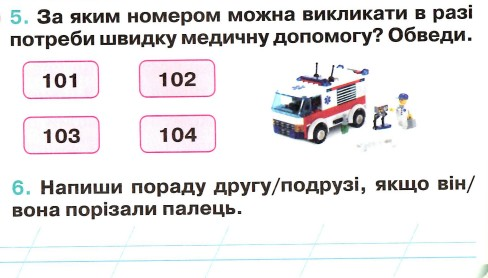 5. За яким номером можна викликати в разі
потреби швидку медичну допомогу? Обведи.
101 102
103 104
6. Напиши пораду другу/подрузі, якщо він/
вона порізали палець.